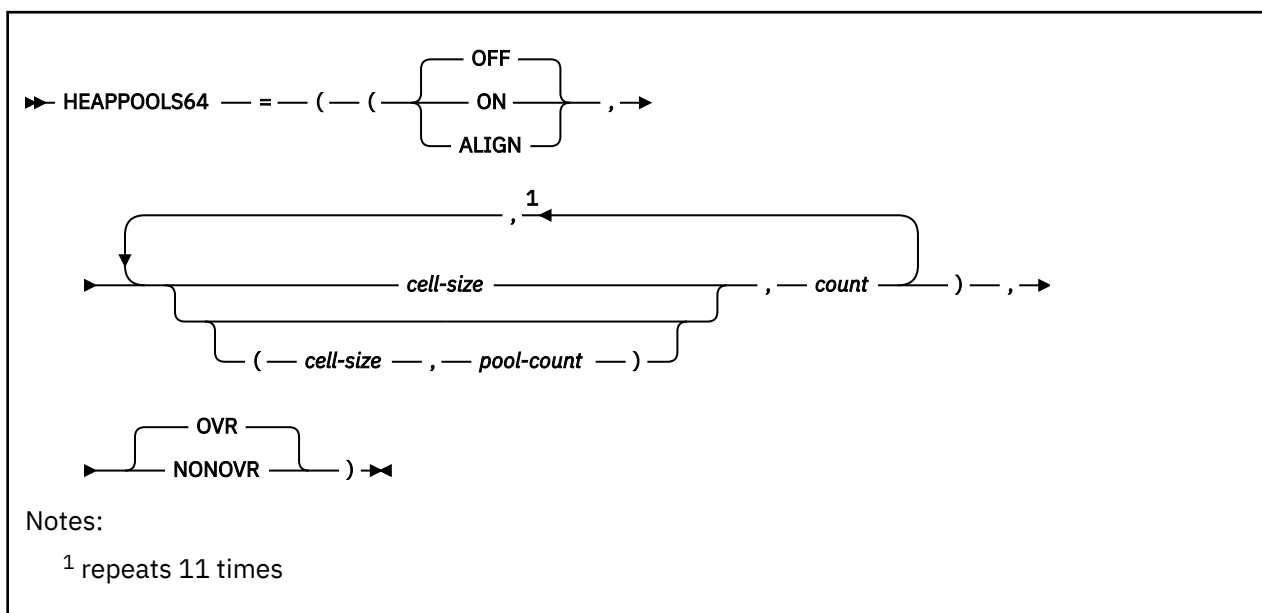 OFF
HEAPPOOLS64 = ( ( ON ,
ALIGN
, 1
cell-size , count ) ,
( cell-size , pool-count )
OVR
NONOVR )
Notes:
1 repeats 11 times